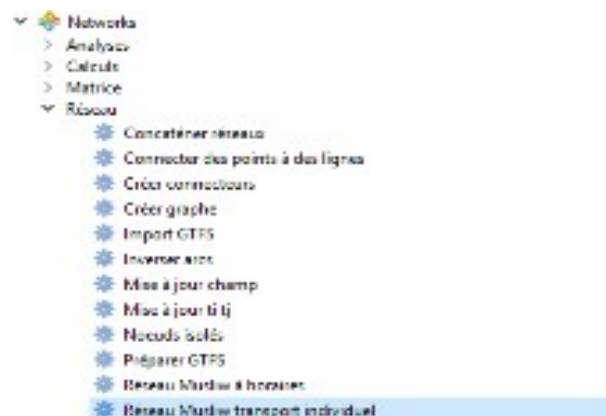 Networks
Analyses
Calculs
Matrice
Réseau
Concaténer réseaux
Connecter des points à des lignes
Créer connecteurs
Créer graphe
Import GTFS
Inverser arcs
Mise à jour champ
Mise à jour ti tj
Noeuds isolés
Préparer GTFS
Réseau Musliw à horaires
Réseau Musliw transport individuel